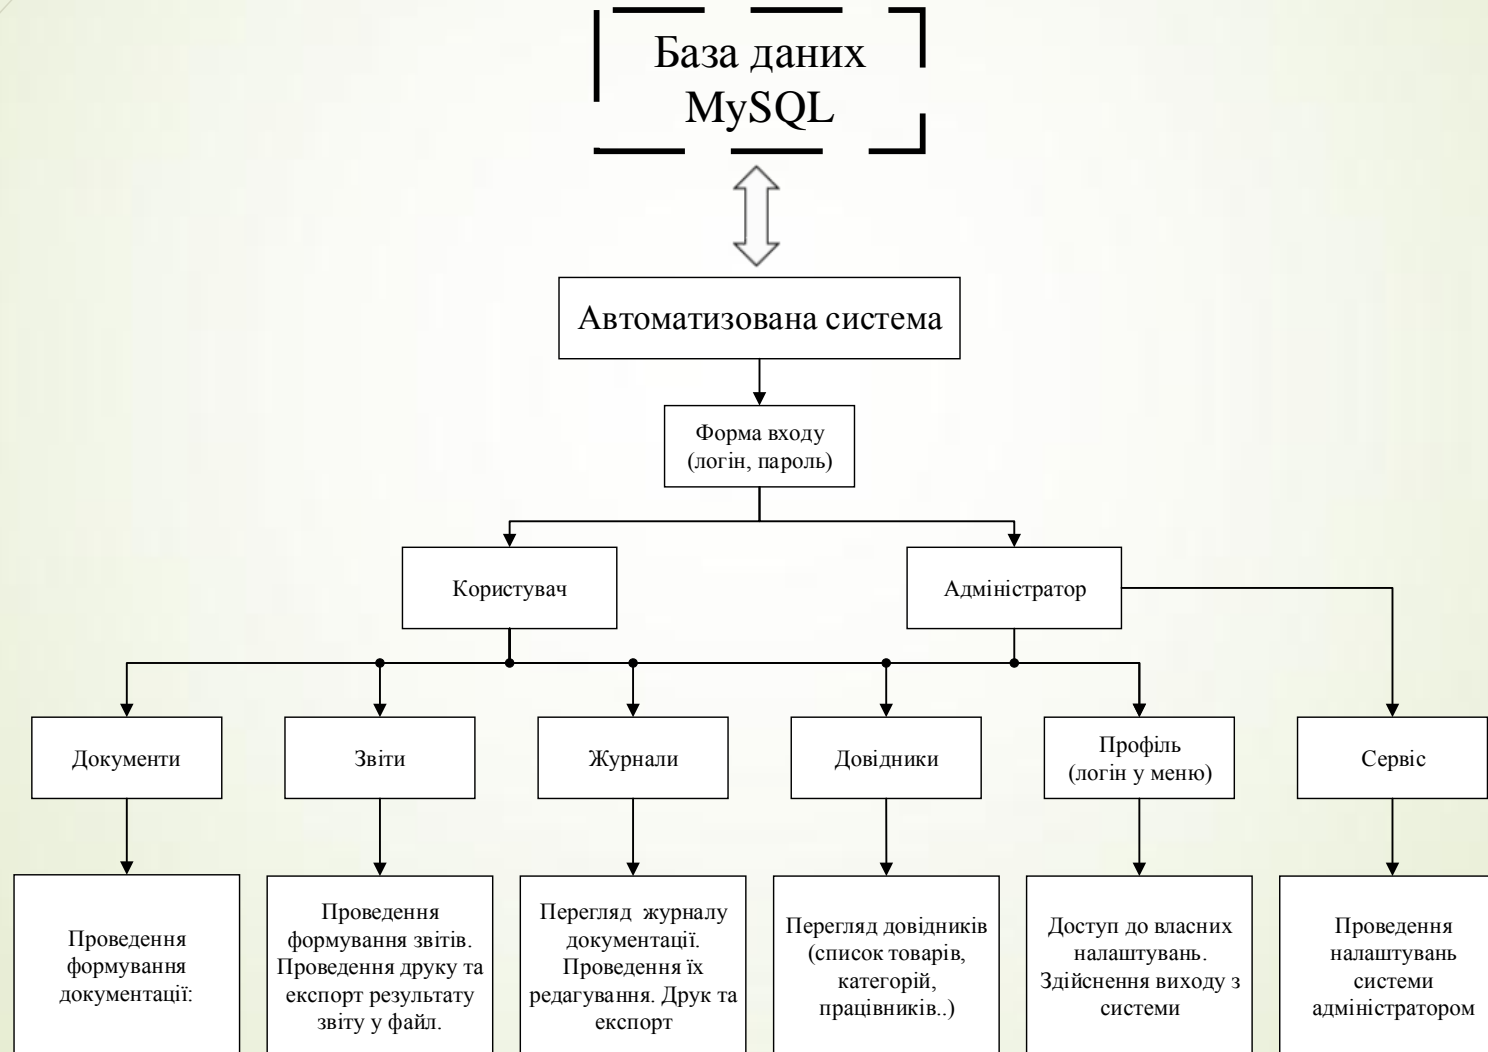 База даних
MySQL
Автоматизована система
Форма входу
(логін, пароль)
Користувач
Адміністратор
Документи
Звіти
Журнали
Довідники
Профіль
(логін у меню)
Сервіс
Проведення
формування
документації:
Проведення
формування звітів.
Проведення друку та
експорт результату
звіту у файл.
Перегляд журналу
документації.
Проведення їх
редагування. Друк та
експорт
Перегляд довідників
(список товарів,
категорій,
працівників..)
Доступ до власних
налаштувань.
Здійснення виходу з
системи
Проведення
налаштувань
системи
адміністратором